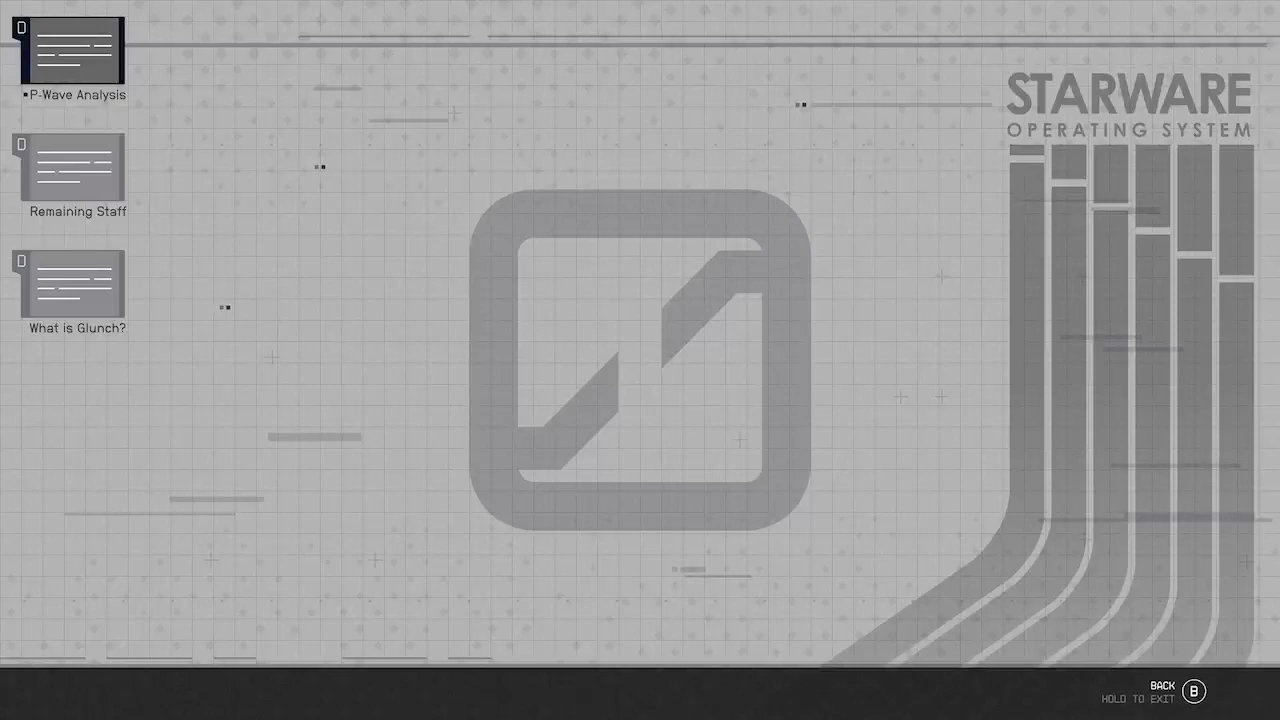 P-Wave Analysis
Remaining Staff
What is Glunch?
STARWARE
OPERATING SYSTEM
BACK
HOLD TO EXIT
B